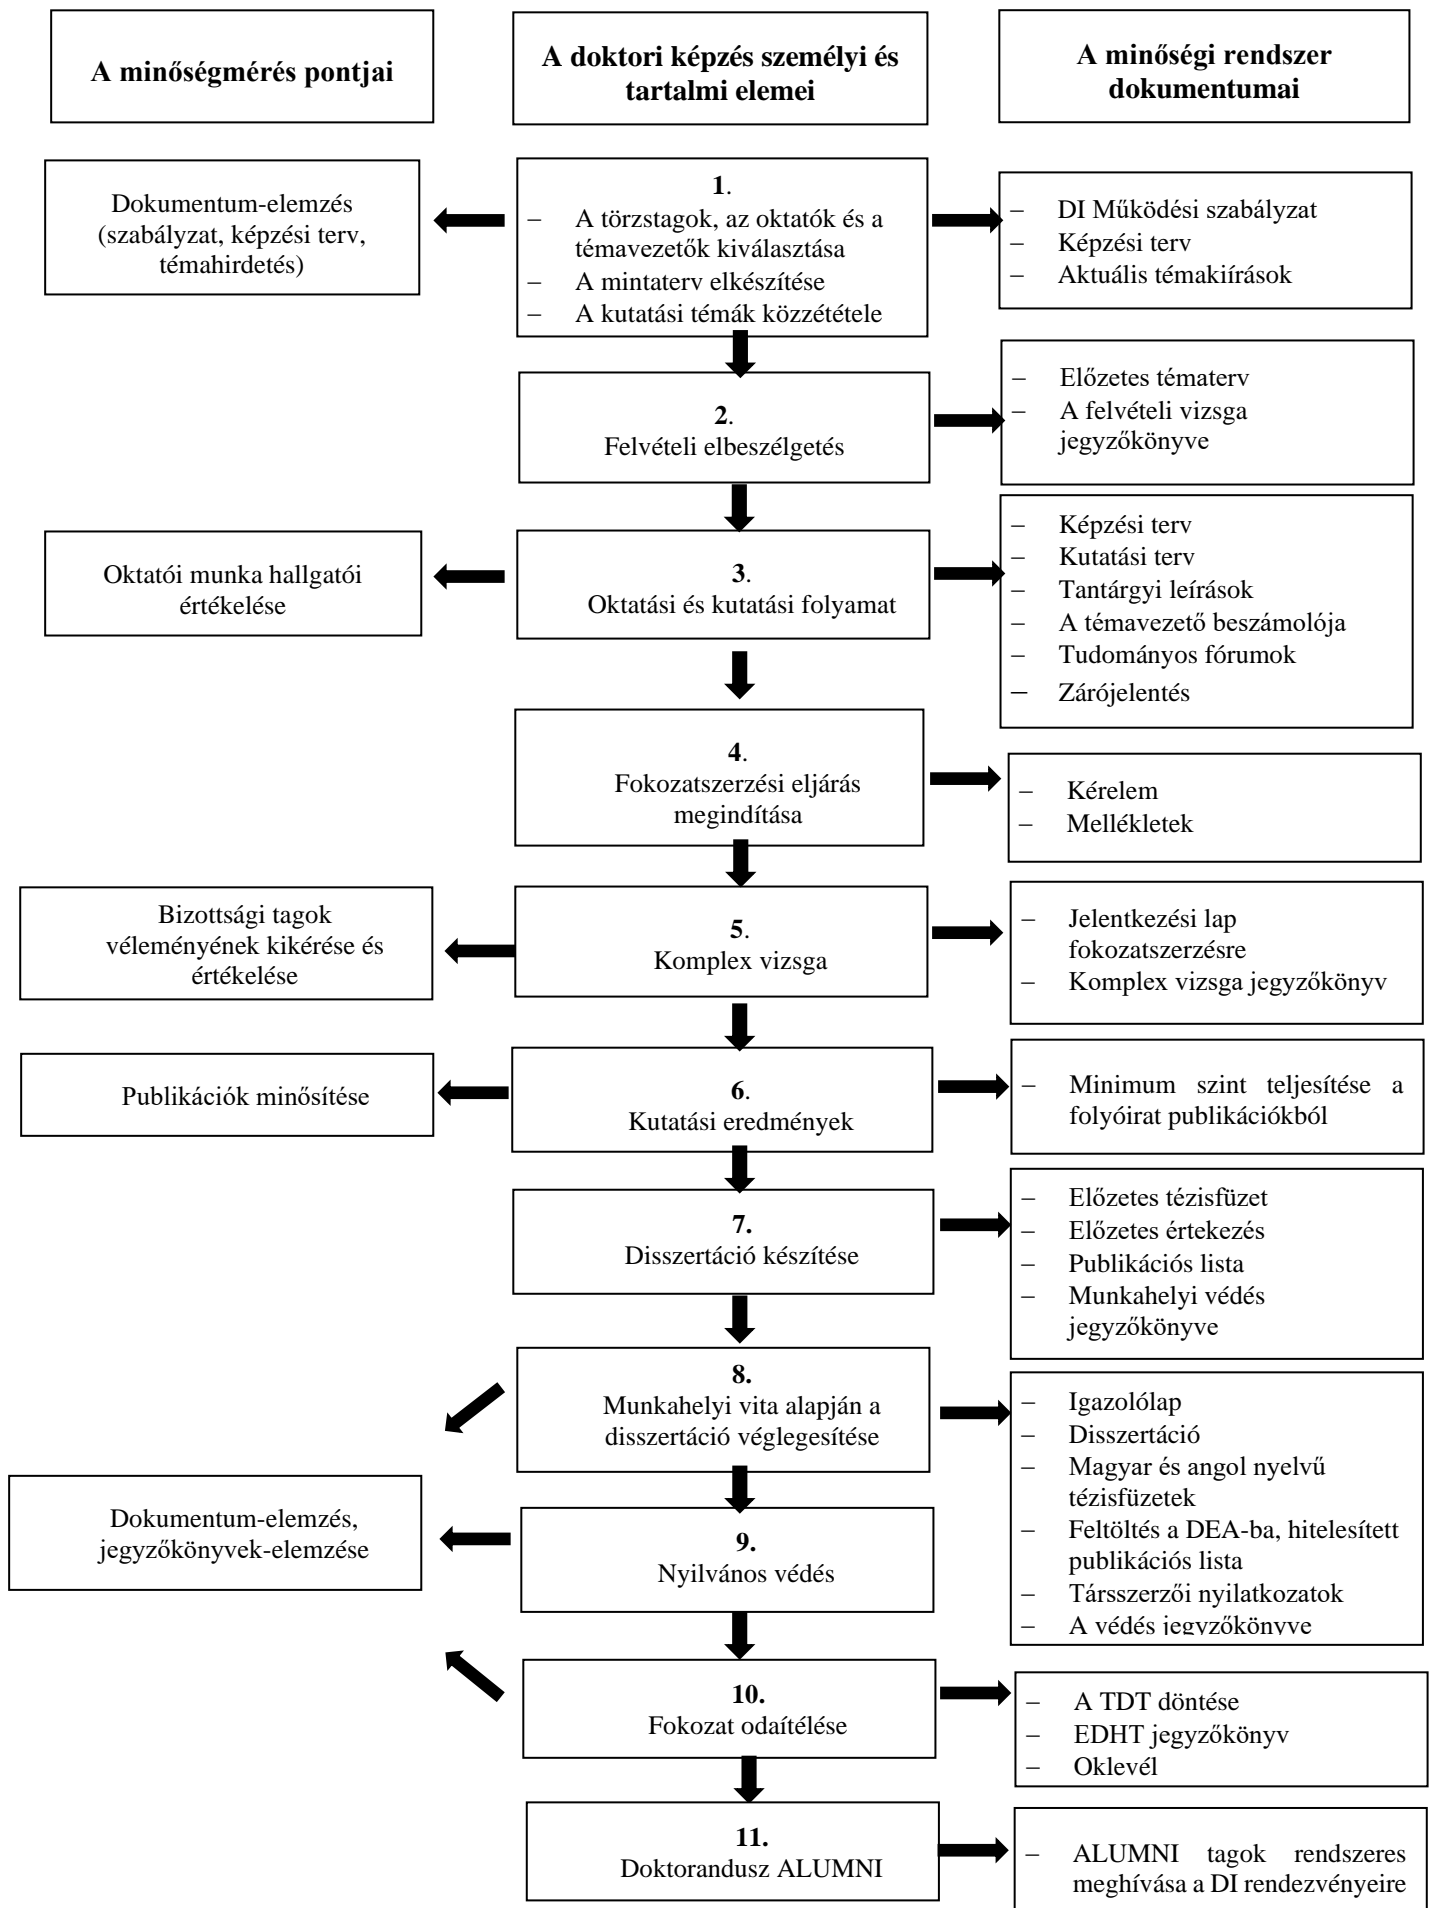 A minőségmérés pontjai
A doktori képzés személyi és
tartalmi elemei
A minőségi rendszer
dokumentumai
Dokumentum-elemzés
(szabályzat, képzési terv,
témahirdetés)
1.
– A törzstagok, az oktatók és a
témavezetők kiválasztása
– A mintaterv elkészítése
– A kutatási témák közzététele
– DI Működési szabályzat
– Képzési terv
– Aktuális témakiírások
2.
Felvételi elbeszélgetés
– Előzetes tématerv
– A felvételi vizsga
jegyzőkönyve
Oktatói munka hallgatói
értékelése
3.
Oktatási és kutatási folyamat
– Képzési terv
– Kutatási terv
– Tantárgyi leírások
– A témavezető beszámolója
– Tudományos fórumok
– Zárójelentés
4.
Fokozatszerzési eljárás
megindítása
– Kérelem
– Mellékletek
Bizottsági tagok
véleményének kikérése és
értékelése
5.
Komplex vizsga
– Jelentkezési lap
fokozatszerzésre
– Komplex vizsga jegyzőkönyv
Publikációk minősítése
6.
Kutatási eredmények
– Minimum szint teljesítése a
folyóirat publikációkból
7.
Disszertáció készítése
– Előzetes tézisfüzet
– Előzetes értekezés
– Publikációs lista
– Munkahelyi védés
jegyzőkönyve
8.
Munkahelyi vita alapján a
disszertáció véglegesítése
– Igazolólap
– Disszertáció
– Magyar és angol nyelvű
tézisfüzetek
– Feltöltés a DEA-ba, hitelesített
publikációs lista
– Társszerzői nyilatkozatok
– A védés jegyzőkönyve
Dokumentum-elemzés,
jegyzőkönyvek-elemzése
9.
Nyilvános védés
10.
Fokozat odaítélése
– A TDT döntése
– EDHT jegyzőkönyv
– Oklevél
11.
Doktorandusz ALUMNI
– ALUMNI tagok rendszeres
meghívása a DI rendezvényeire